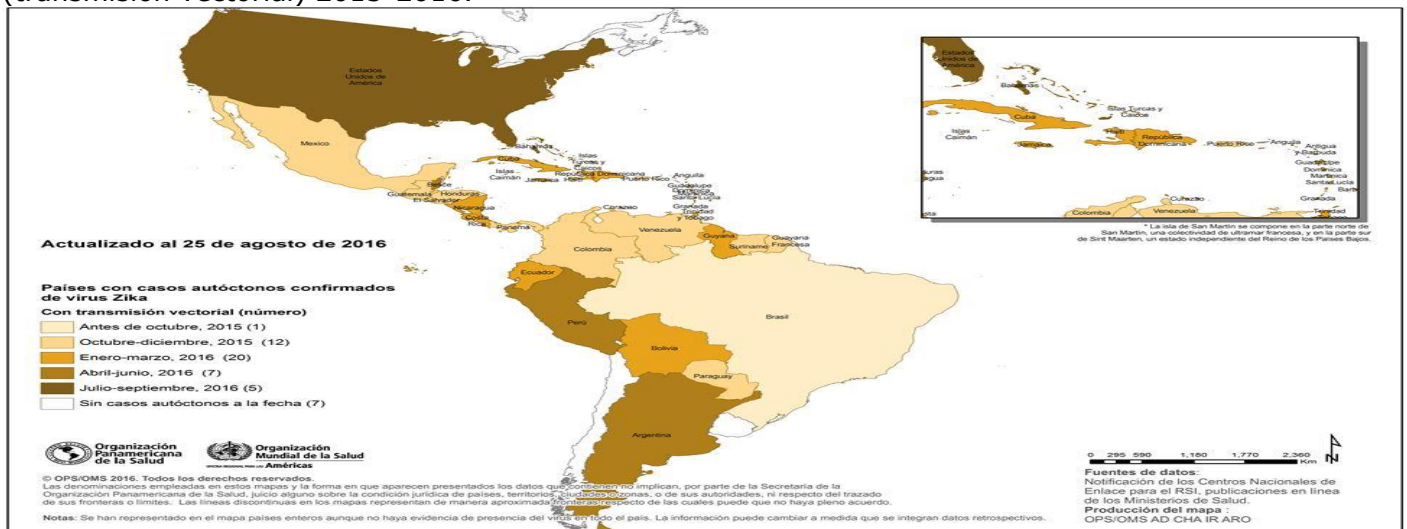 (transmisión vectorial) 2015-2016.
Estados
Unidos de
América
Mexico
Bahamas
Cuba
Islas
Turcas y
Caicos
Islas
Caimán
República Dominicana
Jamaica
Haití
Puerto Rico
Belice
Guatemala
Honduras
El Salvador
Nicaragua
Costa
Rica
Panamá
Curazao
Anguila
Guadalupe
Dominica
Martinica
Santa Lucía
Granada
Trinidad
y Tobago
Venezuela
Colombia
Guyana
Suriname
Guayana
Francesa
Ecuador
Perú
Brasil
Bolivia
Paraguay
Argentina
Estados
Unidos de
América
Bahamas
Islas Turcas y
Caicos
Cuba
Islas
Caimán
Jamaica
Haití
República
Dominicana
Puerto Rico
Anguila
Antigua
y Barbuda
Guadalupe
Dominica
Martinica
Santa Lucía
Barb
Granada
Curazao
Colombia
Venezuela
Trinidad
* La isla de San Martín se compone en la parte norte de
San Martín, una colectividad de ultramar francesa, y en la parte sur
de Sint Maarten, un estado independiente del Reino de los Países Bajos.
Actualizado al 25 de agosto de 2016
Países con casos autóctonos confirmados
de virus Zika
Con transmisión vectorial (número)
Antes de octubre, 2015 (1)
Octubre-diciembre, 2015 (12)
Enero-marzo, 2016 (20)
Abril-junio, 2016 (7)
Julio-septiembre, 2016 (5)
Sin casos autóctonos a la fecha (7)
Organización
Panamericana
de la Salud
Organización
Mundial de la Salud
OFICINA REGIONAL PARA LAS Américas
© OPS/OMS 2016. Todos los derechos reservados.
Las denominaciones empleadas en estos mapas y la forma en que aparecen presentados los datos que contienen no implican, por parte de la Secretaría de la
Organización Panamericana de la Salud, juicio alguno sobre la condición jurídica de países, territorios, ciudades o zonas, o de sus autoridades, ni respecto del trazado
de sus fronteras o límites. Las líneas discontinuas en los mapas representan de manera aproximada fronteras respecto de las cuales puede que no haya pleno acuerdo.
Notas: Se han representado en el mapa países enteros aunque no haya evidencia de presencia del virus en todo el país. La información puede cambiar a medida que se integran datos retrospectivos.
0 295 590 1,180 1,770 2,360
Km
N
Fuentes de datos:
Notificación de los Centros Nacionales de
Enlace para el RSI, publicaciones en línea
de los Ministerios de Salud.
Producción del mapa :
OPS/OMS AD CHA IR ARO